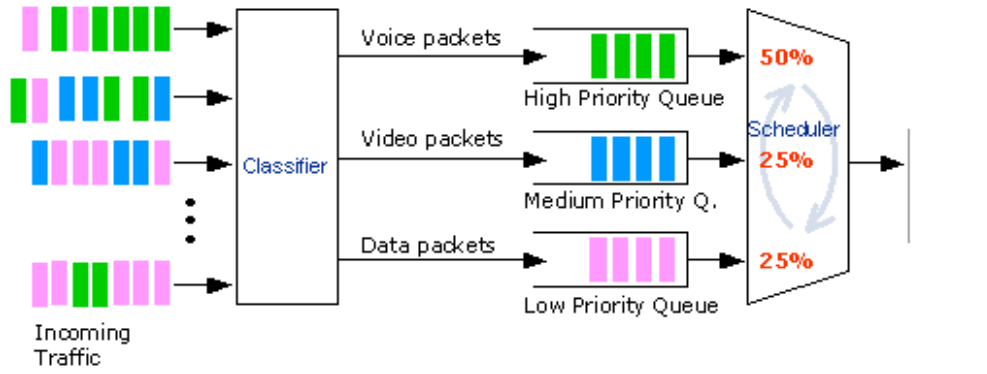 Voice packets
50%
High Priority Queue
Scheduler
Video packets
25%
Classifier
Medium Priority Q.
Data packets
25%
Low Priority Queue
Incoming
Traffic